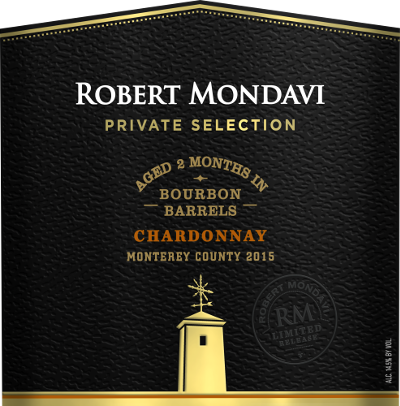 ROBERT MONDAVI
PRIVATE SELECTION
AGED 2 MONTHS IN
BOURBON
BARRELS
CHARDONNAY
MONTEREY COUNTY 2015
ROBERT MONDAVI
RM
LIMITED
RELEASE
ALC. 14.5% BY VOL